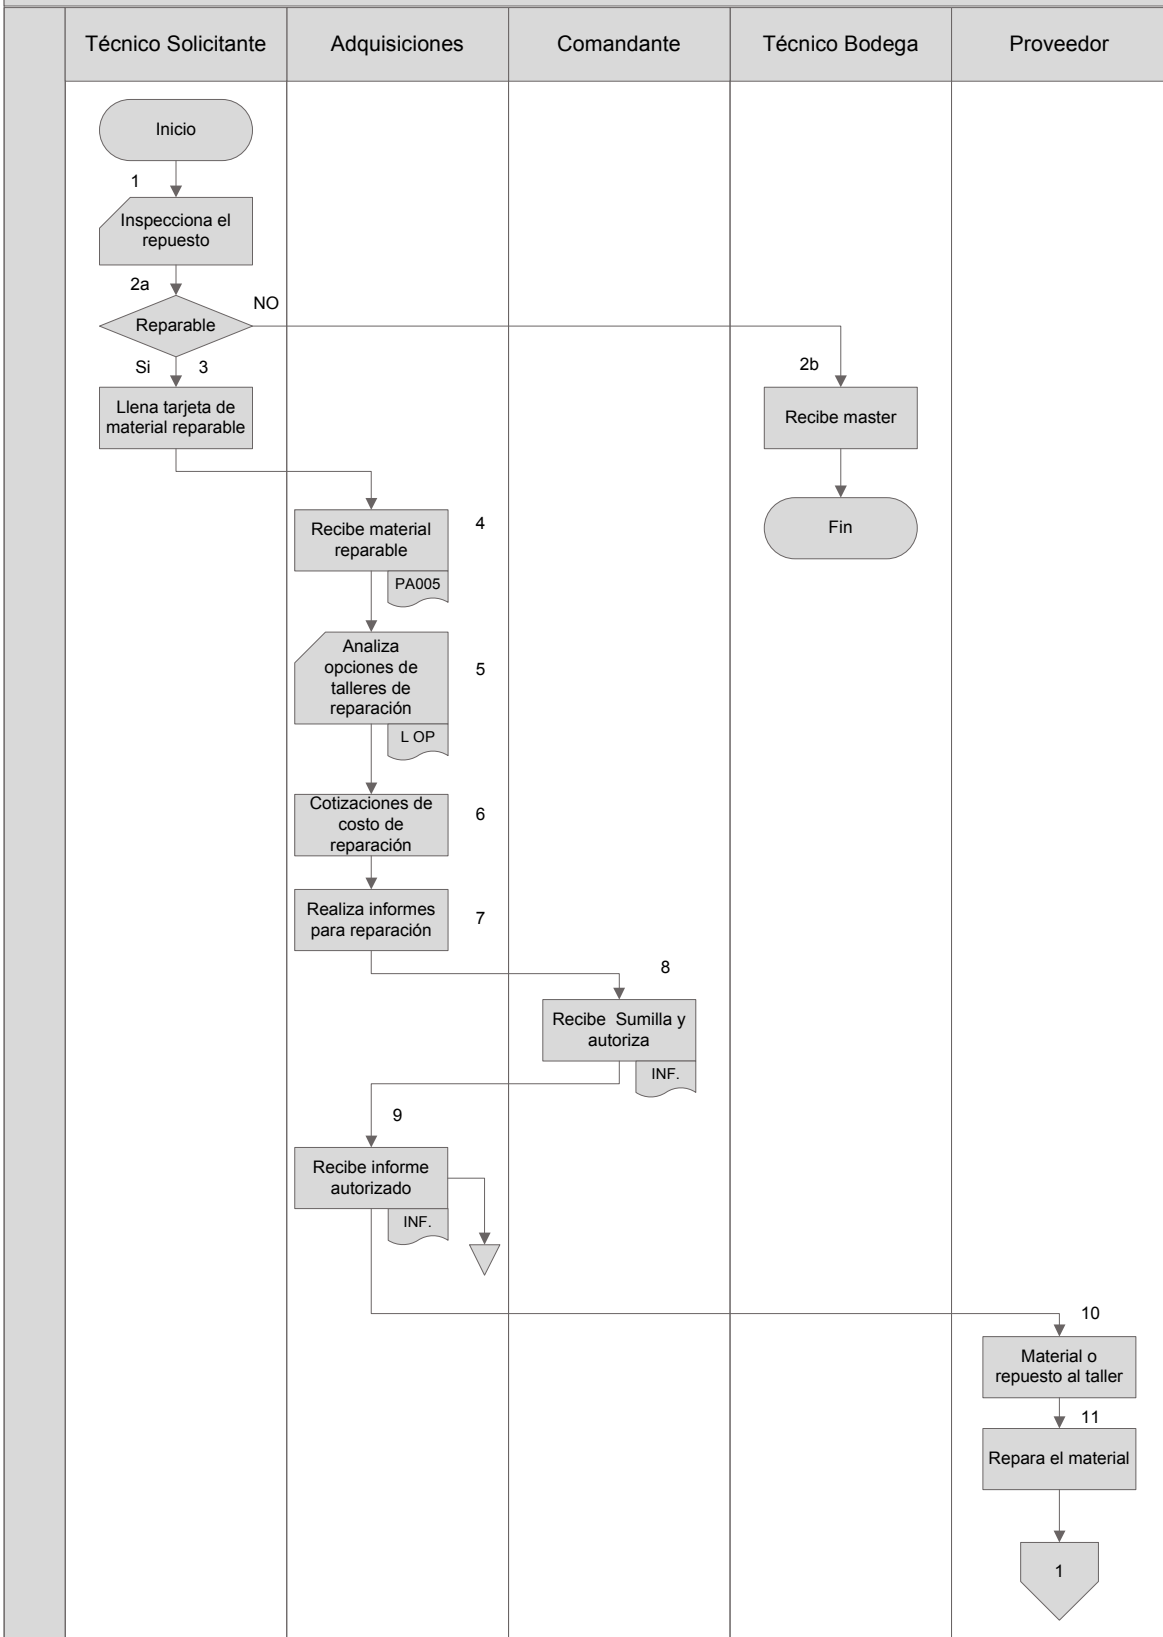 Técnico Solicitante
Adquisiciones
Comandante
Técnico Bodega
Proveedor
Inicio
1
Inspecciona el
repuesto
2a
NO
Reparable
Si
3
Llena tarjeta de
material reparable
2b
Recibe master
Fin
Recibe material
reparable
4
PA005
Analiza
opciones de
talleres de
reparación
5
L OP
Cotizaciones de
costo de
reparación
6
Realiza informes
para reparación
7
8
Recibe Sumilla y
autoriza
INF.
9
Recibe informe
autorizado
INF.
10
Material o
repuesto al taller
11
Repara el material
1